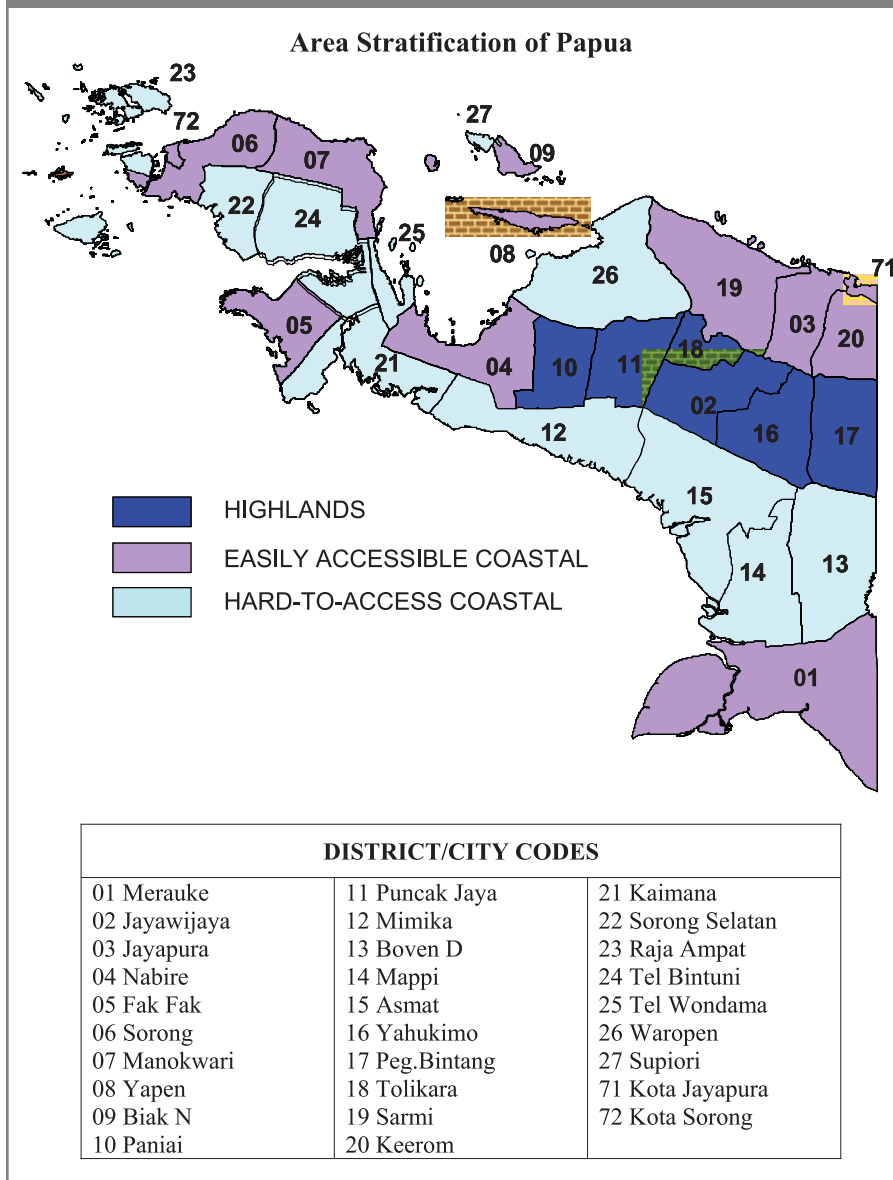 Area Stratification of Papua
23
27
72
06
09
07
22
24
25
08
71
26
19
05
03
20
18
04
10
11
21
02
16
17
12
15
14
13
01
HIGHLANDS
EASILY ACCESSIBLE COASTAL
HARD-TO-ACCESS COASTAL
DISTRICT/CITY CODES
01 Merauke
02 Jayawijaya
03 Jayapura
04 Nabire
05 Fak Fak
06 Sorong
07 Manokwari
08 Yapen
09 Biak N
10 Paniai
11 Puncak Jaya
12 Mimika
13 Boven D
14 Mappi
15 Asmat
16 Yahukimo
17 Peg.Bintang
18 Tolikara
19 Sarmi
20 Keerom
21 Kaimana
22 Sorong Selatan
23 Raja Ampat
24 Tel Bintuni
25 Tel Wondama
26 Waropen
27 Supiori
71 Kota Jayapura
72 Kota Sorong